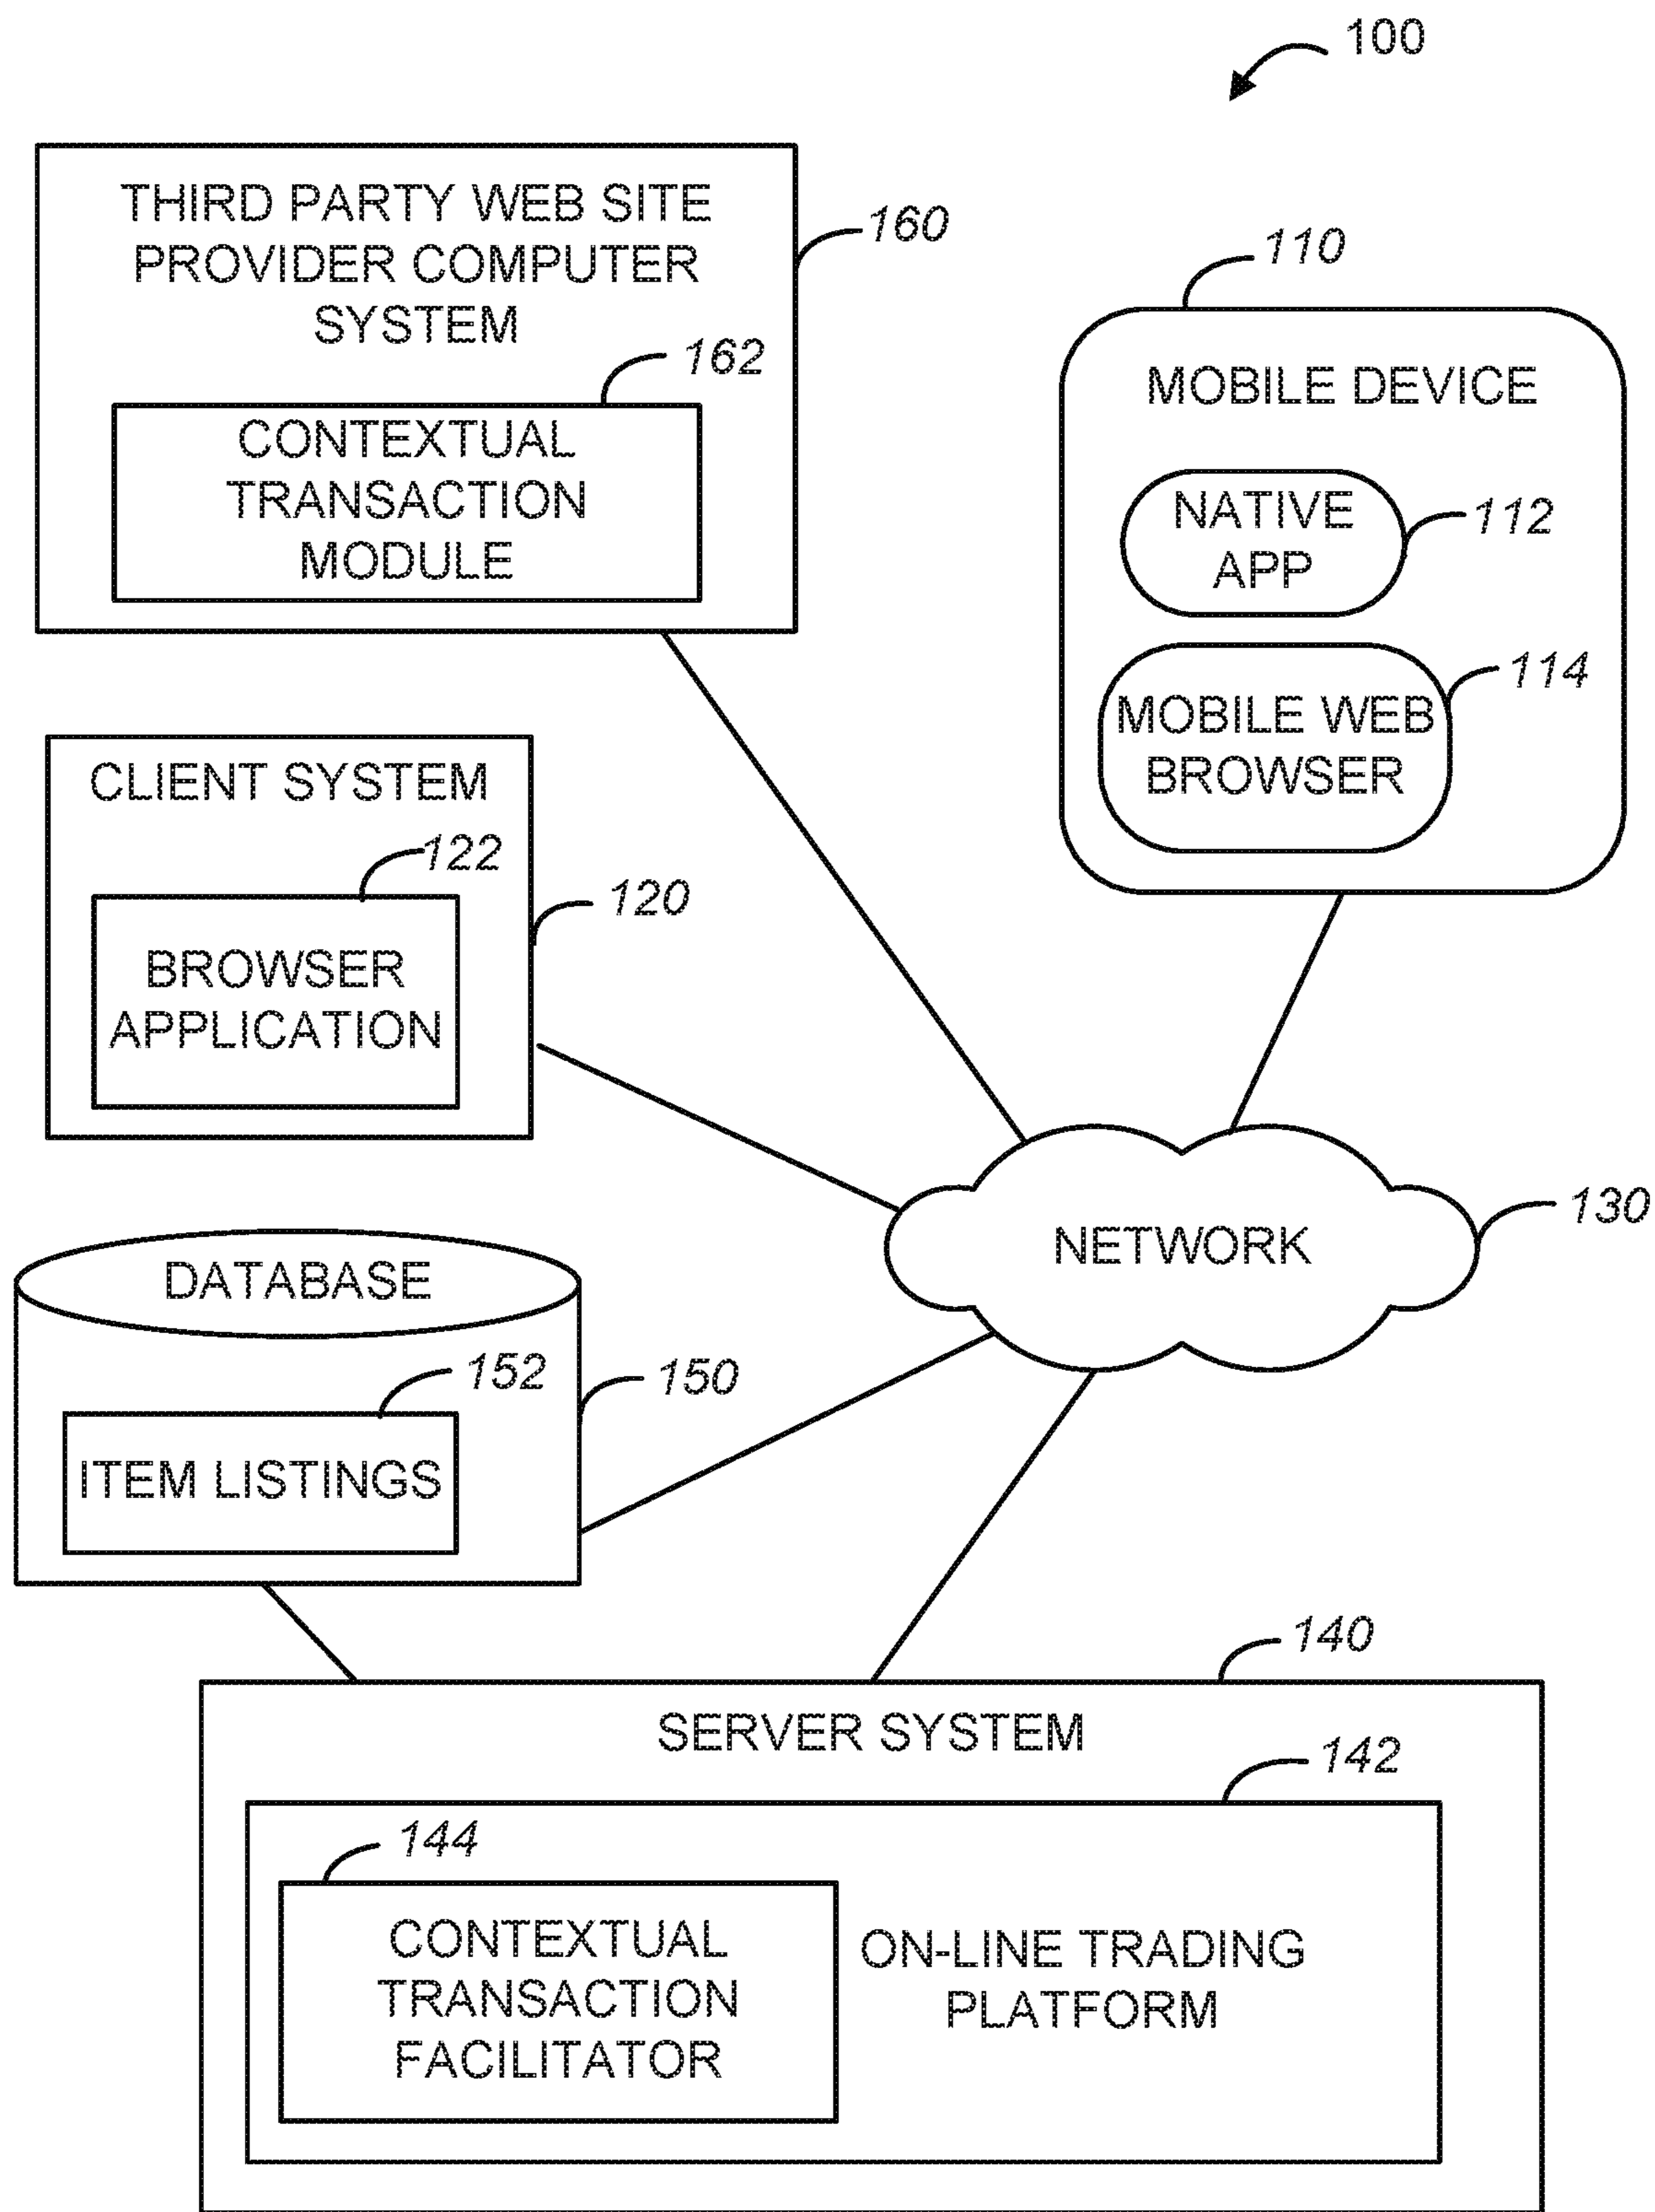 100
THIRD PARTY WEB SITE
PROVIDER COMPUTER
SYSTEM
160
162
CONTEXTUAL
TRANSACTION
MODULE
110
MOBILE DEVICE
NATIVE
APP
112
MOBILE WEB
BROWSER
114
CLIENT SYSTEM
122
120
BROWSER
APPLICATION
NETWORK
130
DATABASE
152
150
ITEM LISTINGS
140
SERVER SYSTEM
142
144
CONTEXTUAL
TRANSACTION
FACILITATOR
ON-LINE TRADING
PLATFORM